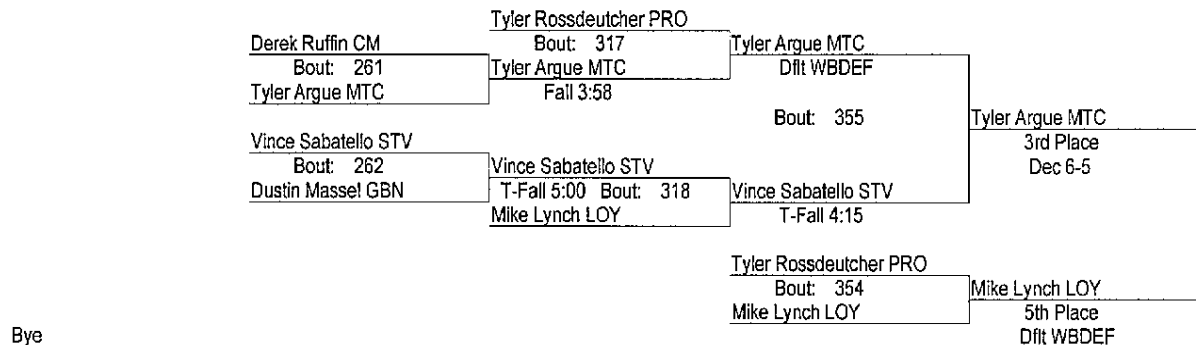 Tyler Rossdeutcher PRO
Derek Ruffin CM
Bout: 317
Tyler Argue MTC
Bout: 261
Tyler Argue MTC
Dflt WBDEF
Tyler Argue MTC
Fall 3:58
Bout: 355
Tyler Argue MTC
Vince Sabatello STV
3rd Place
Bout: 262
Vince Sabatello STV
Dec 6-5
Dustin Massel GBN
T-Fall 5:00 Bout: 318
Vince Sabatello STV
Mike Lynch LOY
T-Fall 4:15
Tyler Rossdeutcher PRO
Bout: 354
Mike Lynch LOY
Mike Lynch LOY
5th Place
Bye
Dflt WBDEF